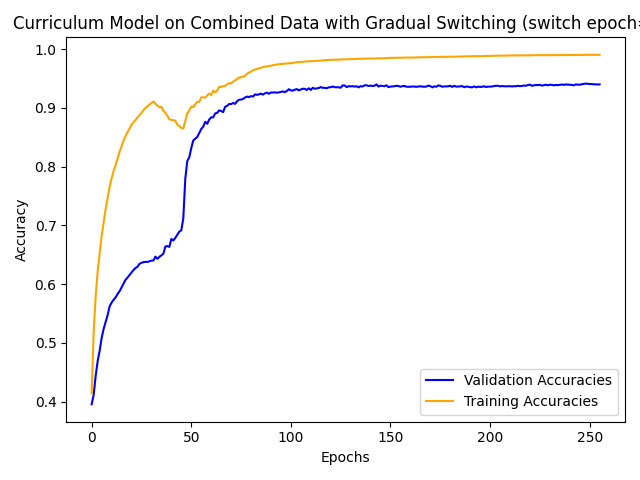 Curriculum Model on Combined Data with Gradual Switching (switch epoch=
1.0
0.9
0.8
0.7
0.6
0.5
0.4
Accuracy
Validation Accuracies
Training Accuracies
0 50 100 150 200 250
Epochs